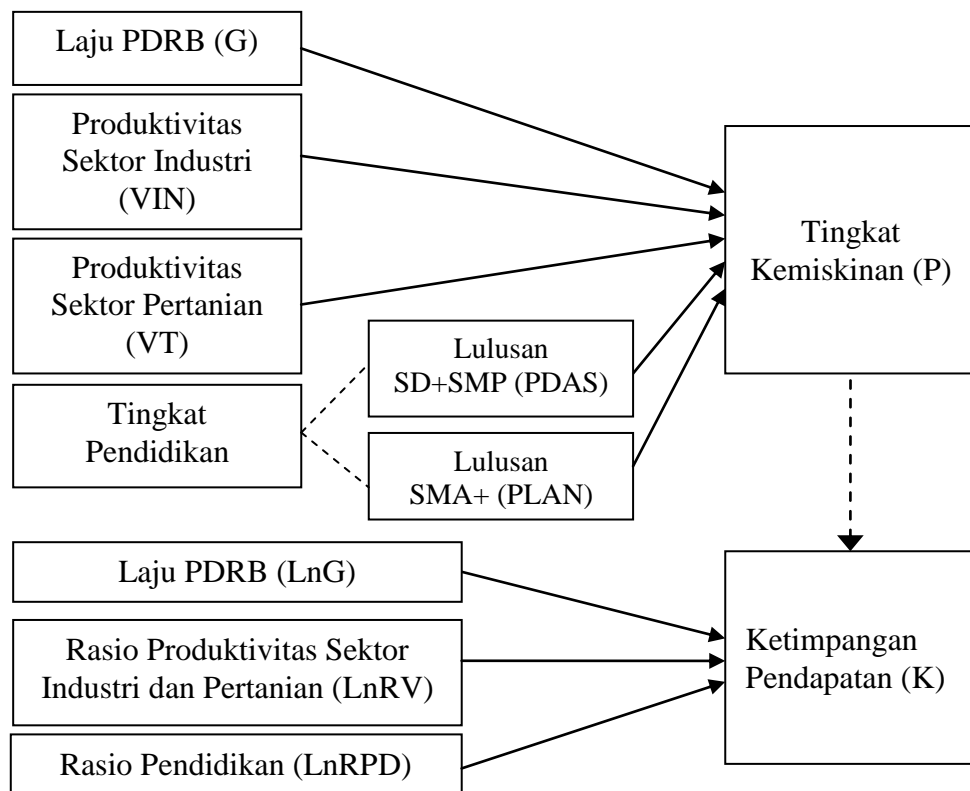 Laju PDRB (G)
Produktivitas
Sektor Industri
(VIN)
Produktivitas
Sektor Pertanian
(VT)
Tingkat
Pendidikan
Lulusan
SD+SMP (PDAS)
Lulusan
SMA+ (PLAN)
Tingkat
Kemiskinan (P)
Laju PDRB (LnG)
Rasio Produktivitas Sektor
Industri dan Pertanian (LnRV)
Rasio Pendidikan (LnRPD)
Ketimpangan
Pendapatan (K)